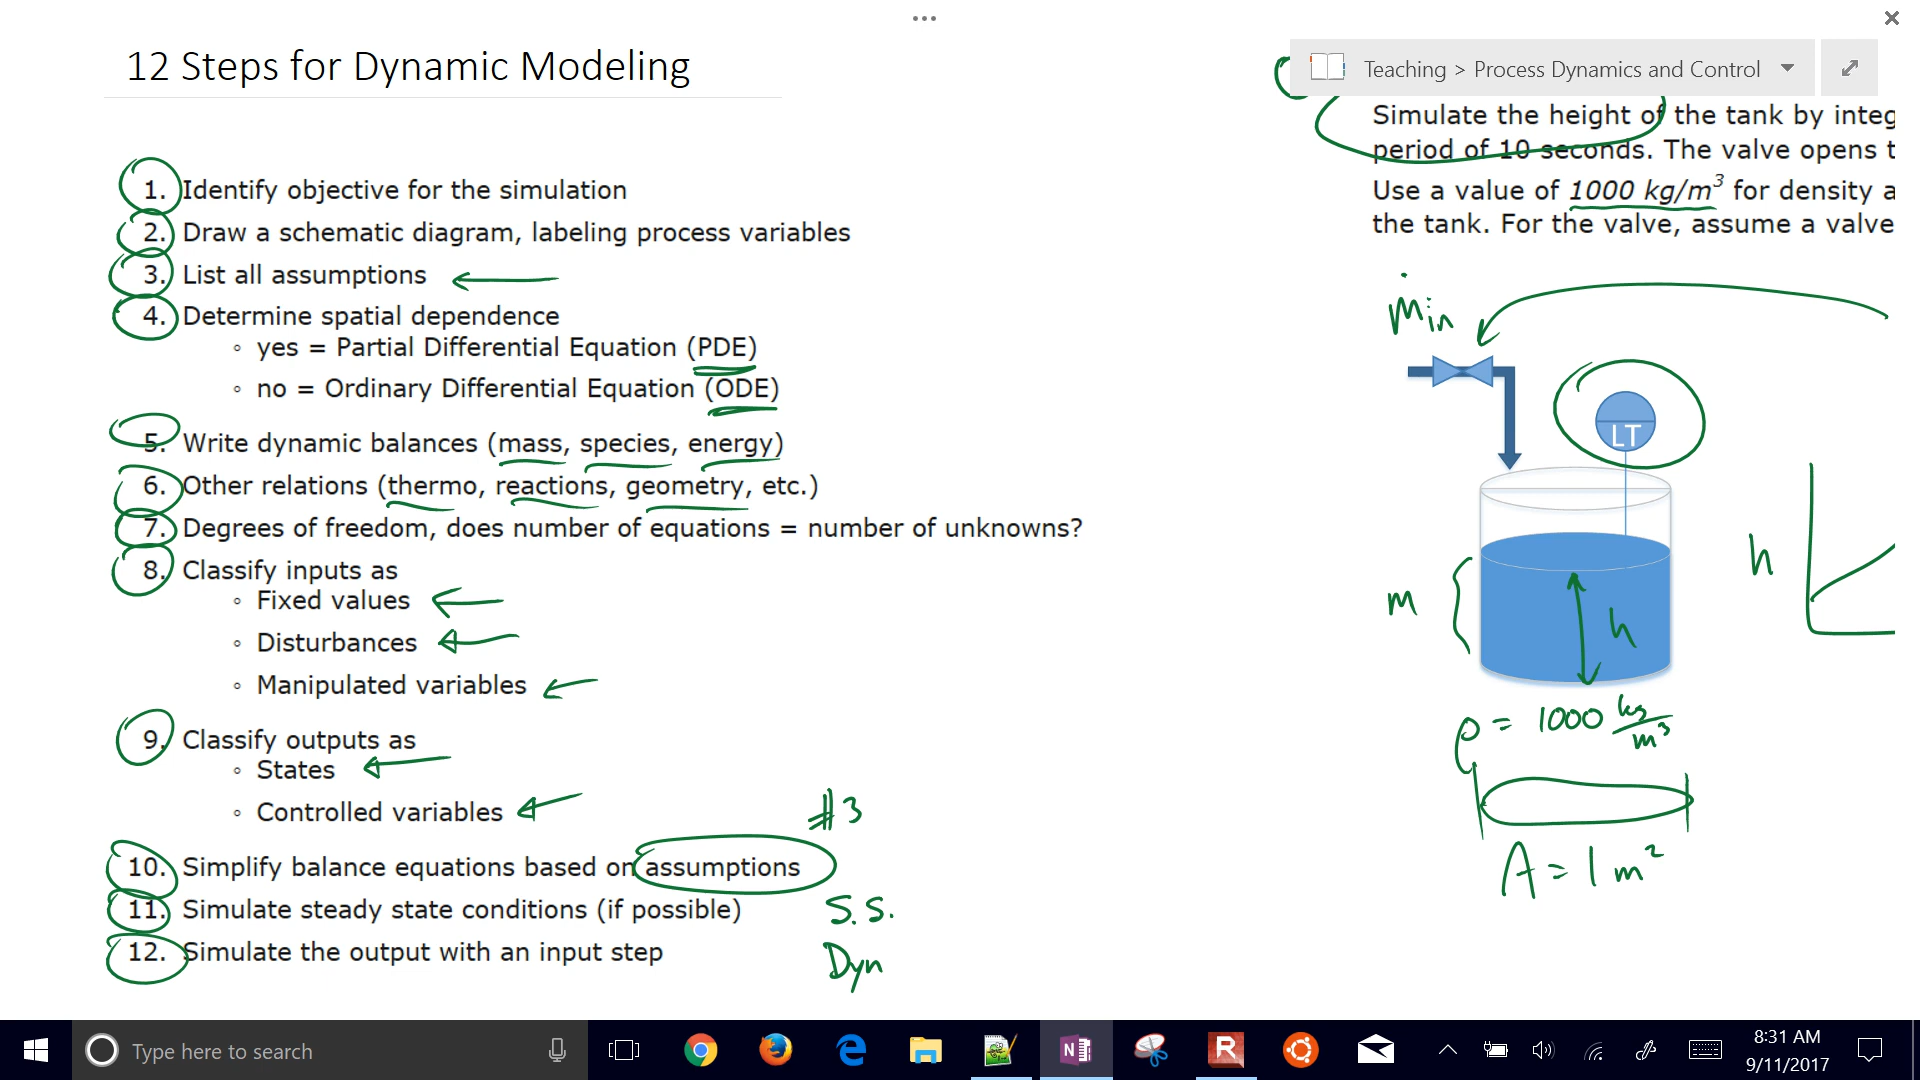 12 Steps for Dynamic Modeling
1. Identify objective for the simulation
2. Draw a schematic diagram, labeling process variables
3. List all assumptions
4. Determine spatial dependence
◦ yes = Partial Differential Equation (PDE)
◦ no = Ordinary Differential Equation (ODE)
5. Write dynamic balances (mass, species, energy)
6. Other relations (thermo, reactions, geometry, etc.)
7. Degrees of freedom, does number of equations = number of unknowns?
8. Classify inputs as
◦ Fixed values
◦ Disturbances
◦ Manipulated variables
9. Classify outputs as
◦ States
◦ Controlled variables
#3
10. Simplify balance equations based on assumptions
11. Simulate steady state conditions (if possible) S.S.
12. Simulate the output with an input step Dyn
Teaching > Process Dynamics and Control
Simulate the height of the tank by integ
period of 10 seconds. The valve opens t
Use a value of 1000 kg/m³ for density a
the tank. For the valve, assume a valve
ṁin
LT
h
m
h
ρ = 1000 kg/m³
A = 1 m²
Type here to search
N
R
8:31 AM
9/11/2017